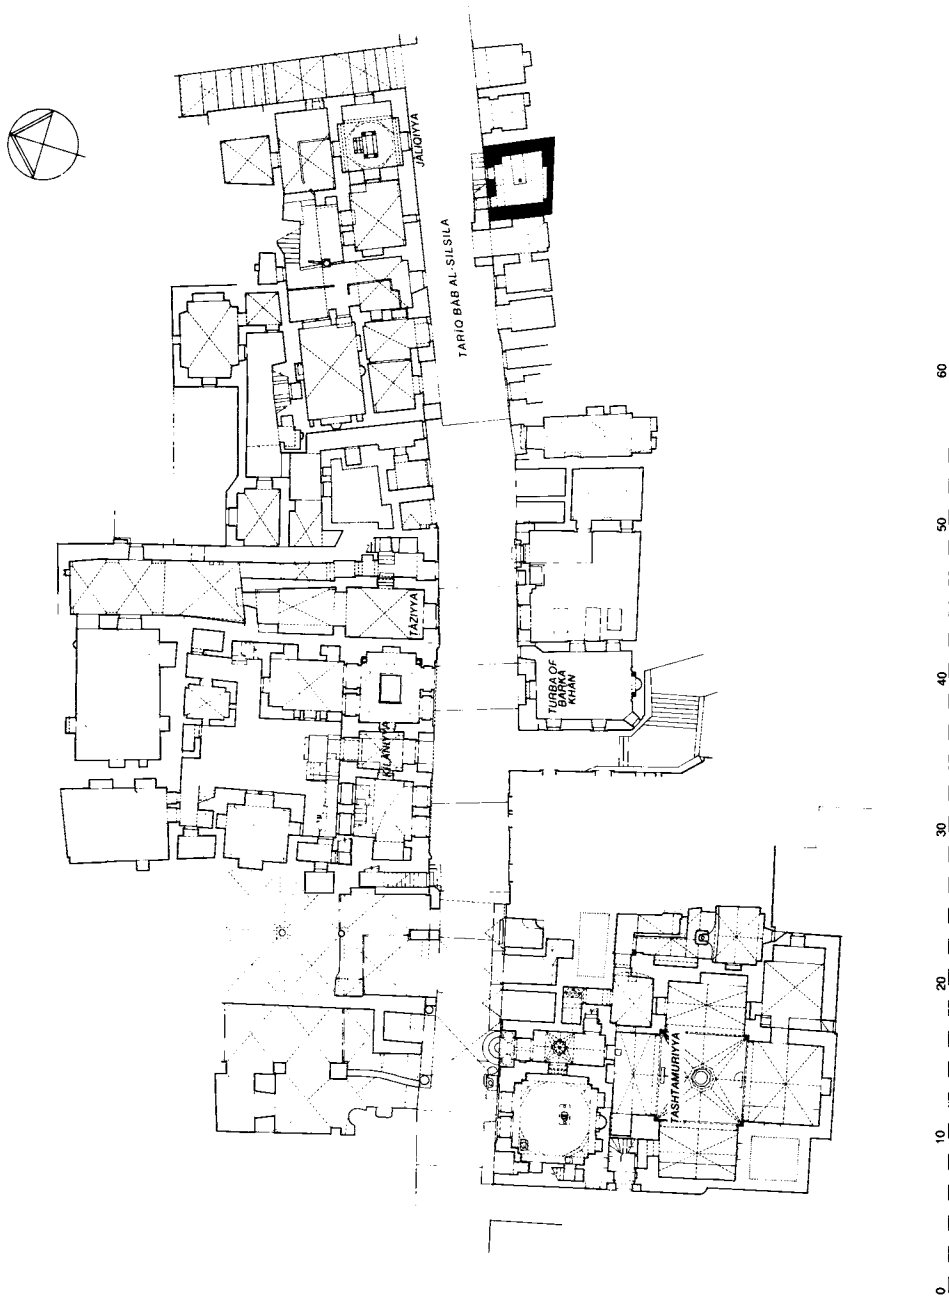 JALIQIYYA
TARIQ BAB AL-SILSILA
TAZIYYA
TURBA OF
BARKA
KHAN
KILANIYYA
TASHTAMURIYYA
0
10
20
30
40
50
60